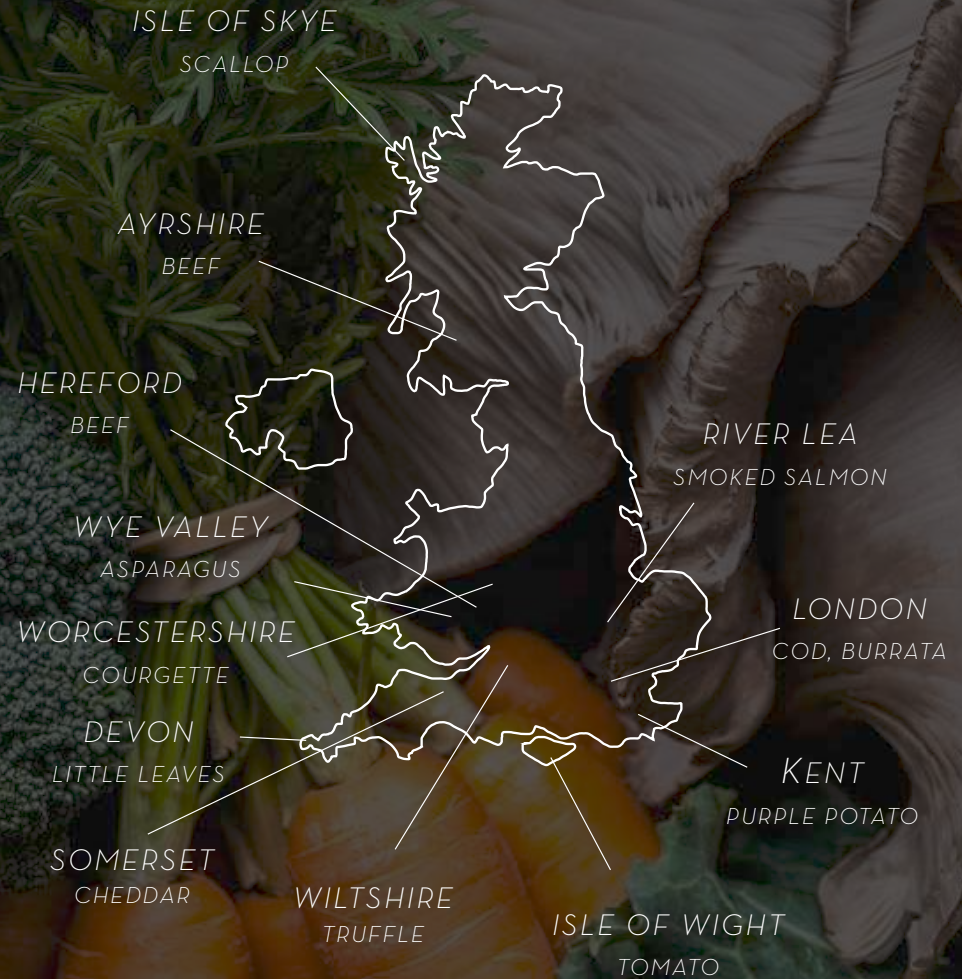 ISLE OF SKYE
SCALLOP
AYRSHIRE
BEEF
HEREFORD
BEEF
RIVER LEA
SMOKED SALMON
WYE VALLEY
ASPARAGUS
LONDON
COD, BURRATA
WORCESTERSHIRE
COURGETTE
DEVON
LITTLE LEAVES
KENT
PURPLE POTATO
SOMERSET
CHEDDAR
WILTSHIRE
TRUFFLE
ISLE OF WIGHT
TOMATO